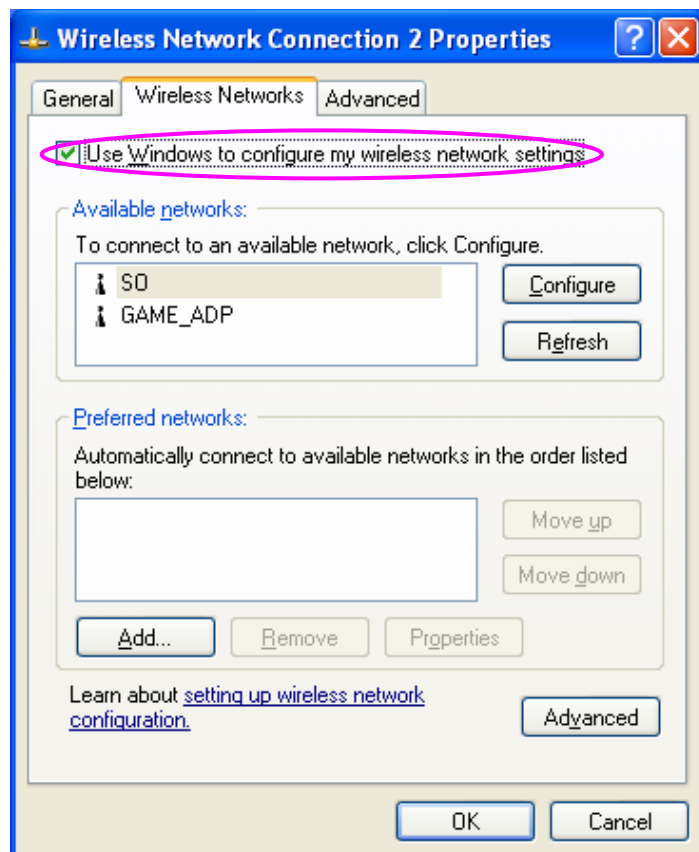 Wireless Network Connection 2 Properties
General Wireless Networks Advanced
Use Windows to configure my wireless network settings
Available networks:
To connect to an available network, click Configure.
SO
GAME_ADP
Configure
Refresh
Preferred networks:
Automatically connect to available networks in the order listed
below:
Move up
Move down
Add... Remove Properties
Learn about setting up wireless network
configuration.
Advanced
OK Cancel